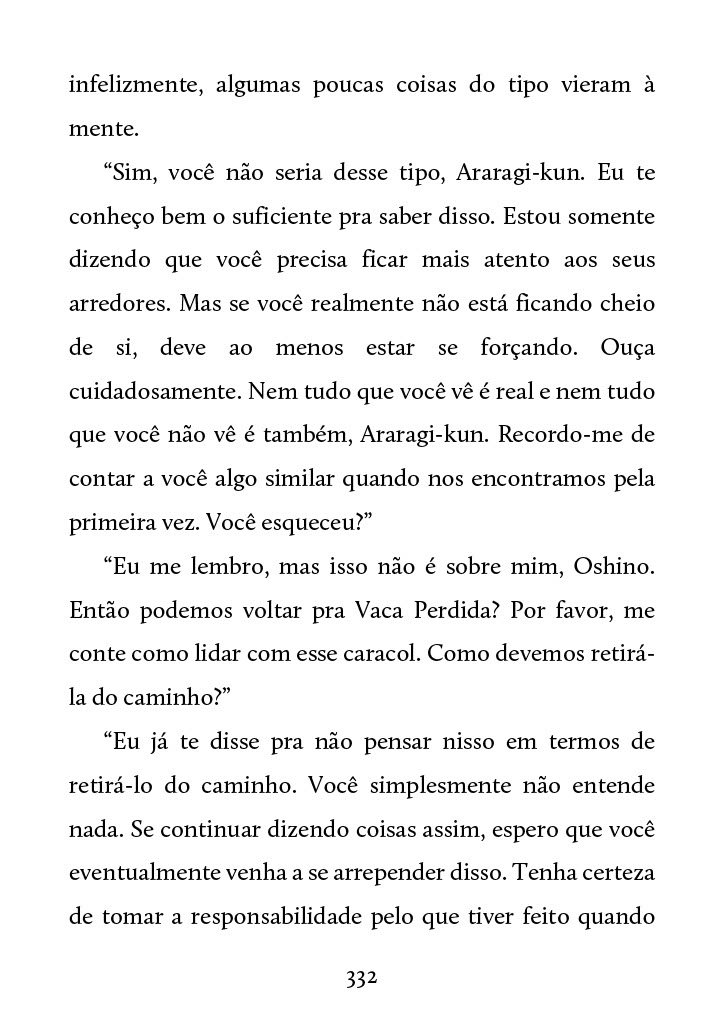 infelizmente, algumas poucas coisas do tipo vieram à
mente.
“Sim, você não seria desse tipo, Araragi-kun. Eu te
conheço bem o suficiente pra saber disso. Estou somente
dizendo que você precisa ficar mais atento aos seus
arredores. Mas se você realmente não está ficando cheio
de si, deve ao menos estar se forçando. Ouça
cuidadosamente. Nem tudo que você vê é real e nem tudo
que você não vê é também, Araragi-kun. Recordo-me de
contar a você algo similar quando nos encontramos pela
primeira vez. Você esqueceu?”
“Eu me lembro, mas isso não é sobre mim, Oshino.
Então podemos voltar pra Vaca Perdida? Por favor, me
conte como lidar com esse caracol. Como devemos retirá-
la do caminho?”
“Eu já te disse pra não pensar nisso em termos de
retirá-lo do caminho. Você simplesmente não entende
nada. Se continuar dizendo coisas assim, espero que você
eventualmente venha a se arrepender disso. Tenha certeza
de tomar a responsabilidade pelo que tiver feito quando
332